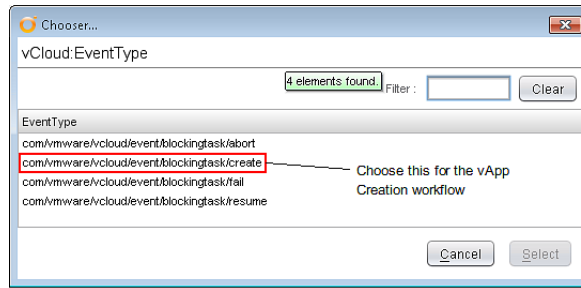 Chooser...
vCloud:EventType
4 elements found.
Filter :
Clear
EventType
com/vmware/vcloud/event/blockingtask/abort
com/vmware/vcloud/event/blockingtask/create
com/vmware/vcloud/event/blockingtask/fail
com/vmware/vcloud/event/blockingtask/resume
Choose this for the vApp
Creation workflow
Cancel
Select